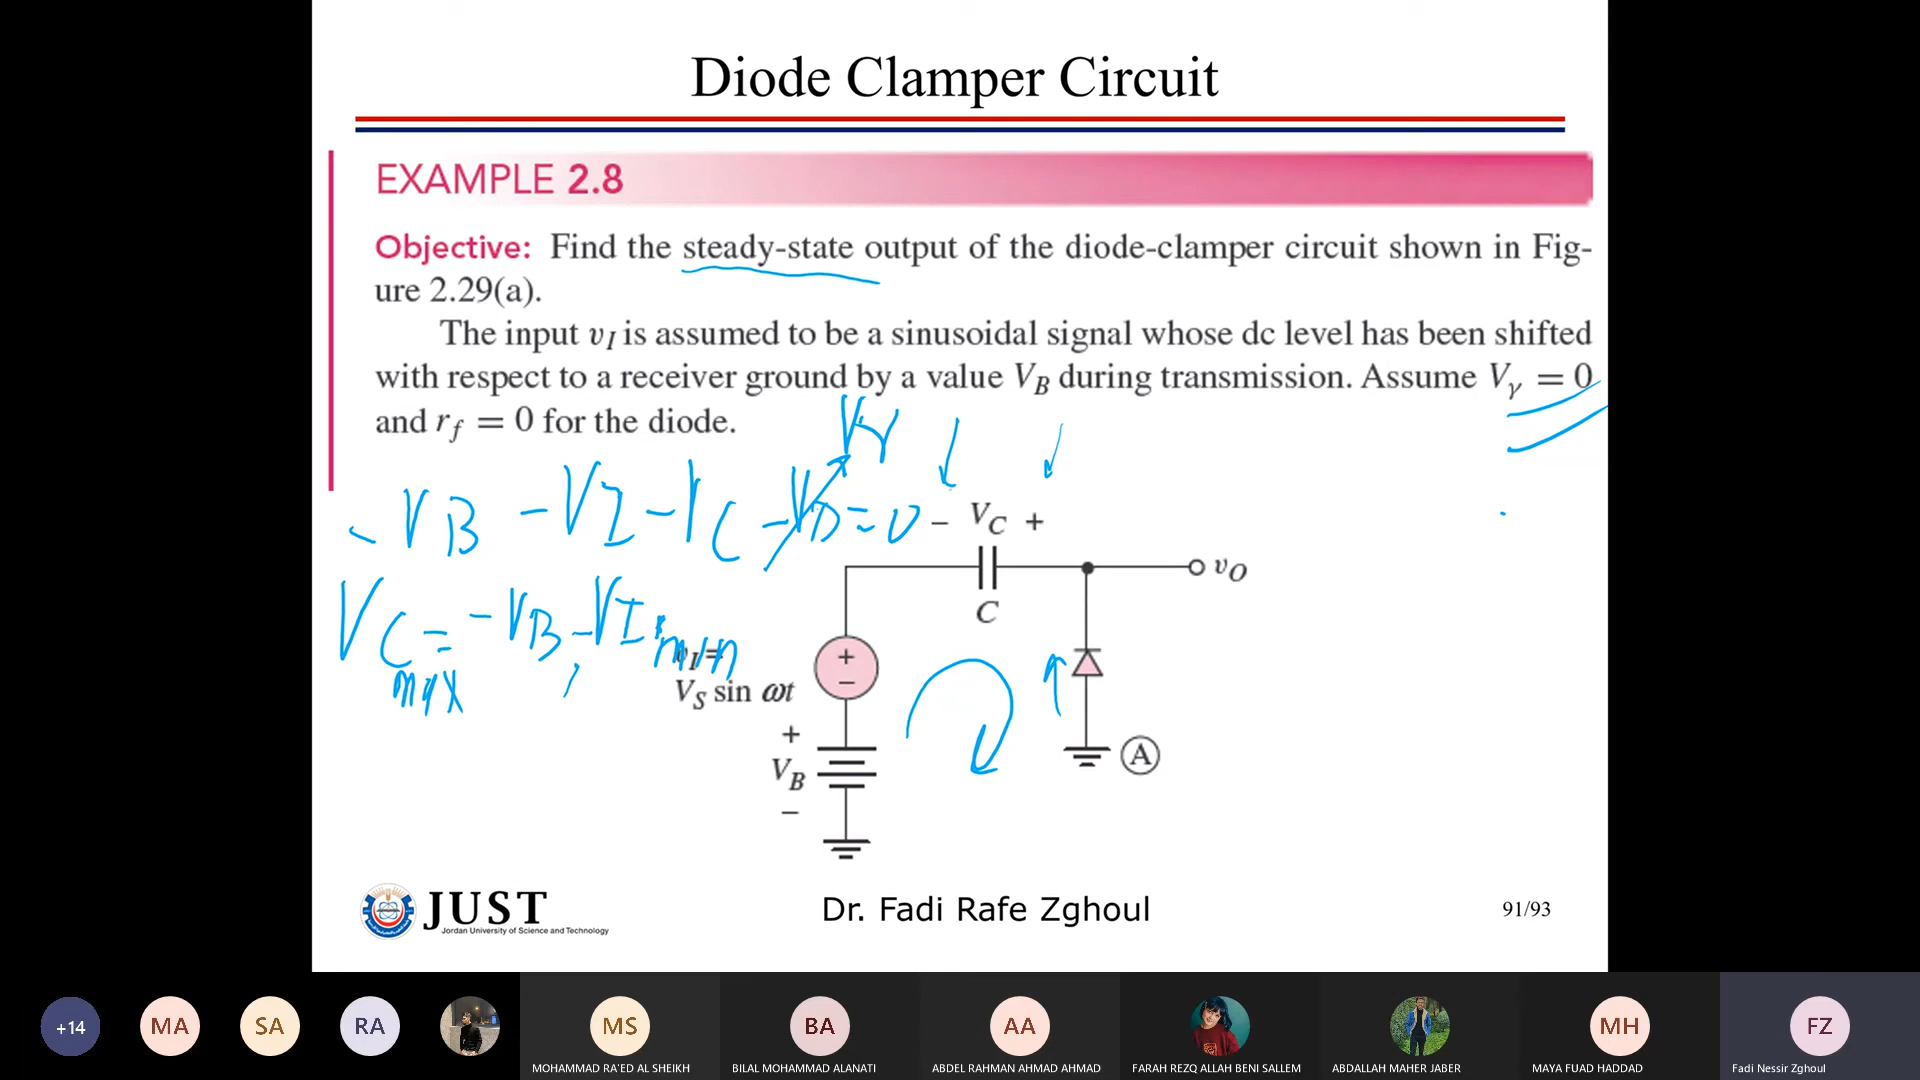 Diode Clamper Circuit
EXAMPLE 2.8
Objective: Find the steady-state output of the diode-clamper circuit shown in Fig-
ure 2.29(a).
The input v_I is assumed to be a sinusoidal signal whose dc level has been shifted
with respect to a receiver ground by a value V_B during transmission. Assume V_γ = 0
and r_f = 0 for the diode.
Vγ
- VB - VI - VC - VD = 0
− V_C +
C
v_O
VC max = -VB - VI min
v_I =
V_S sin ωt
+
−
+
V_B
−
A
JUST
Jordan University of Science and Technology
Dr. Fadi Rafe Zghoul
91/93
+14
MA
SA
RA
MS
BA
AA
MH
FZ
MOHAMMAD RA'ED AL SHEIKH
BILAL MOHAMMAD ALANATI
ABDEL RAHMAN AHMAD AHMAD
FARAH REZQ ALLAH BENI SALLEM
ABDALLAH MAHER JABER
MAYA FUAD HADDAD
Fadi Nessir Zghoul